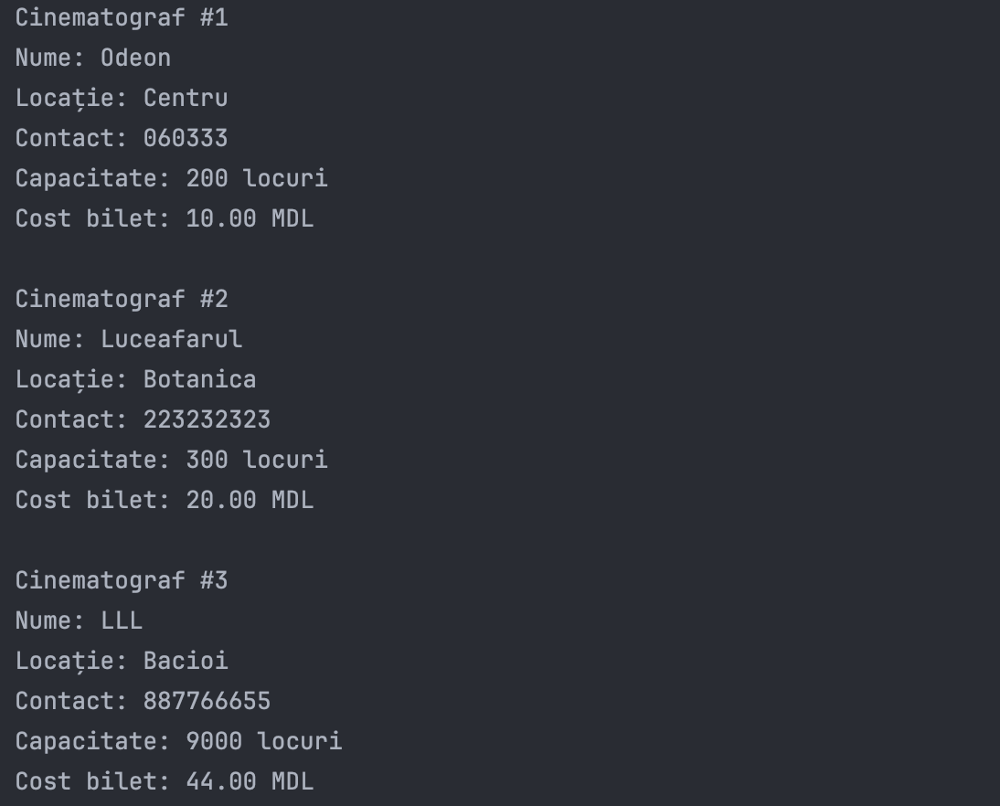 Cinematograf #1
Nume: Odeon
Locație: Centru
Contact: 060333
Capacitate: 200 locuri
Cost bilet: 10.00 MDL

Cinematograf #2
Nume: Luceafarul
Locație: Botanica
Contact: 223232323
Capacitate: 300 locuri
Cost bilet: 20.00 MDL

Cinematograf #3
Nume: LLL
Locație: Bacioi
Contact: 887766655
Capacitate: 9000 locuri
Cost bilet: 44.00 MDL